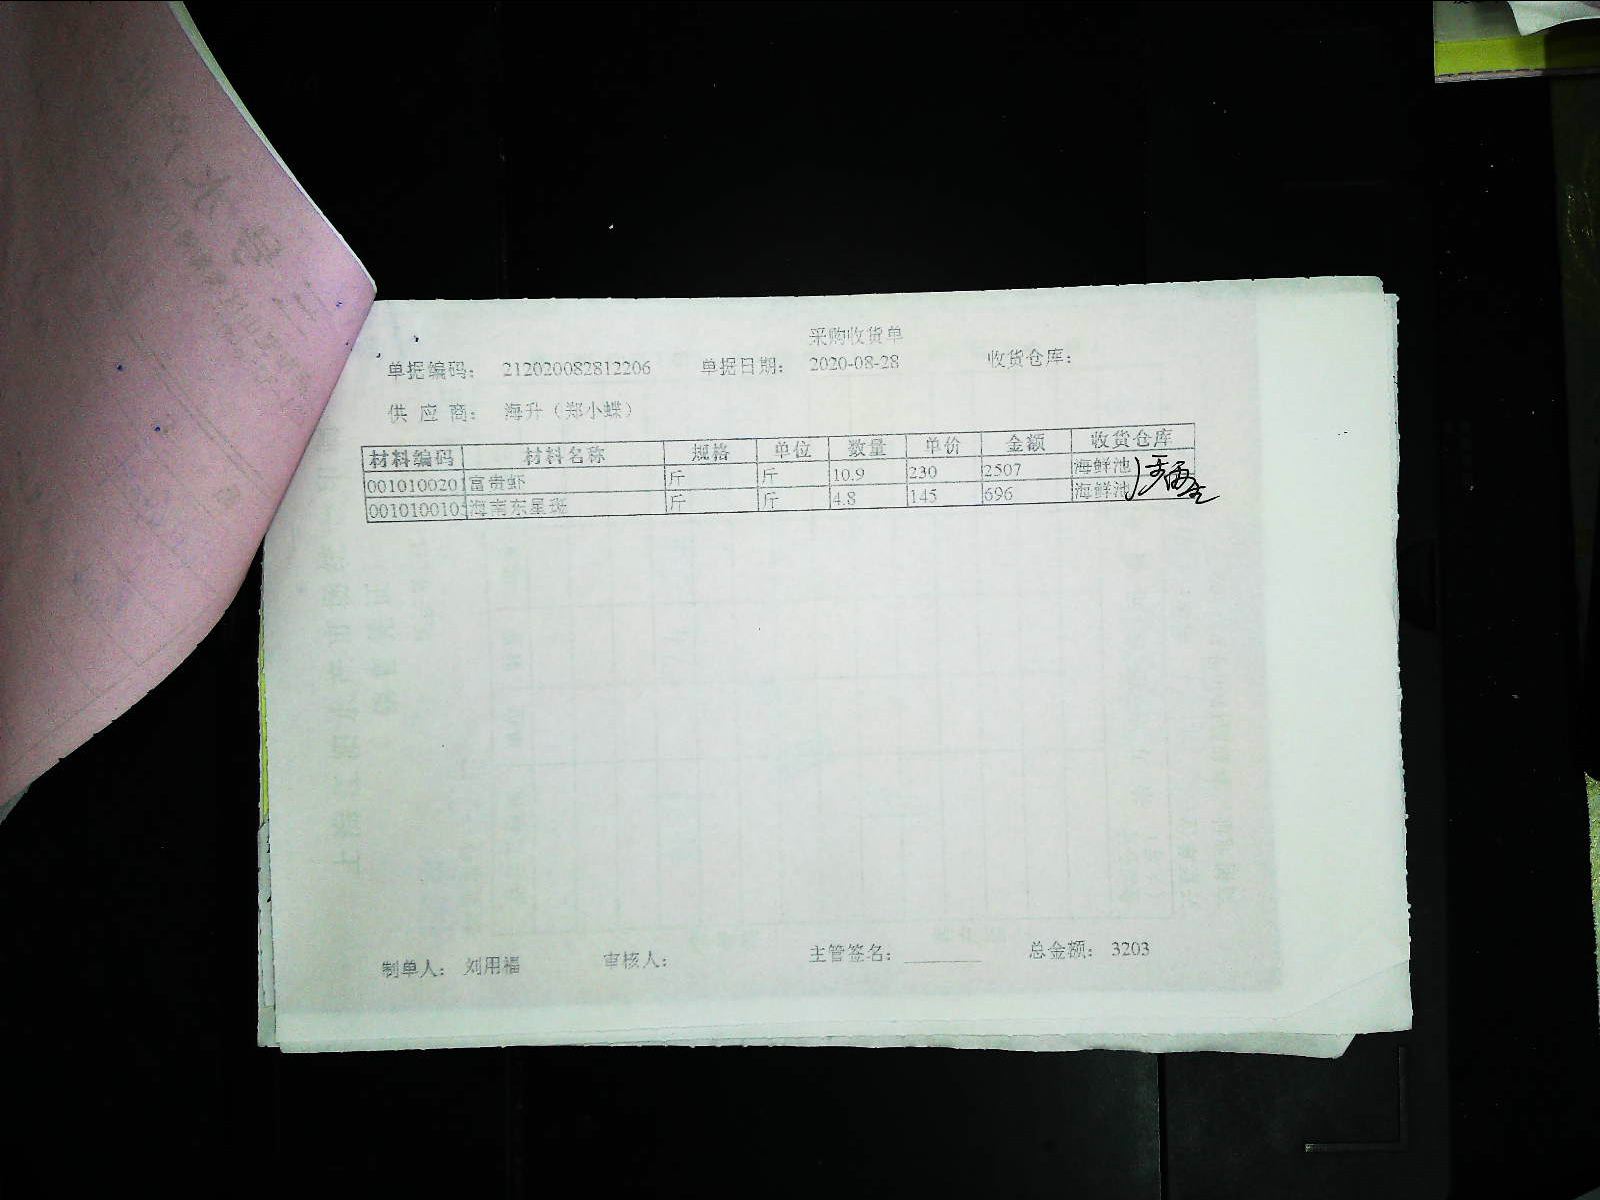 采购收货单
单据编码： 212020082812206 单据日期： 2020-08-28 收货仓库：
供 应 商： 海升（郑小蝶）
材料编码 材料名称 规格 单位 数量 单价 金额 收货仓库
001010020 富贵虾 斤 斤 10.9 230 2507 海鲜池
001010010 海南东星斑 斤 斤 4.8 145 696 海鲜池
制单人： 刘用福 审核人： 主管签名： 总金额： 3203